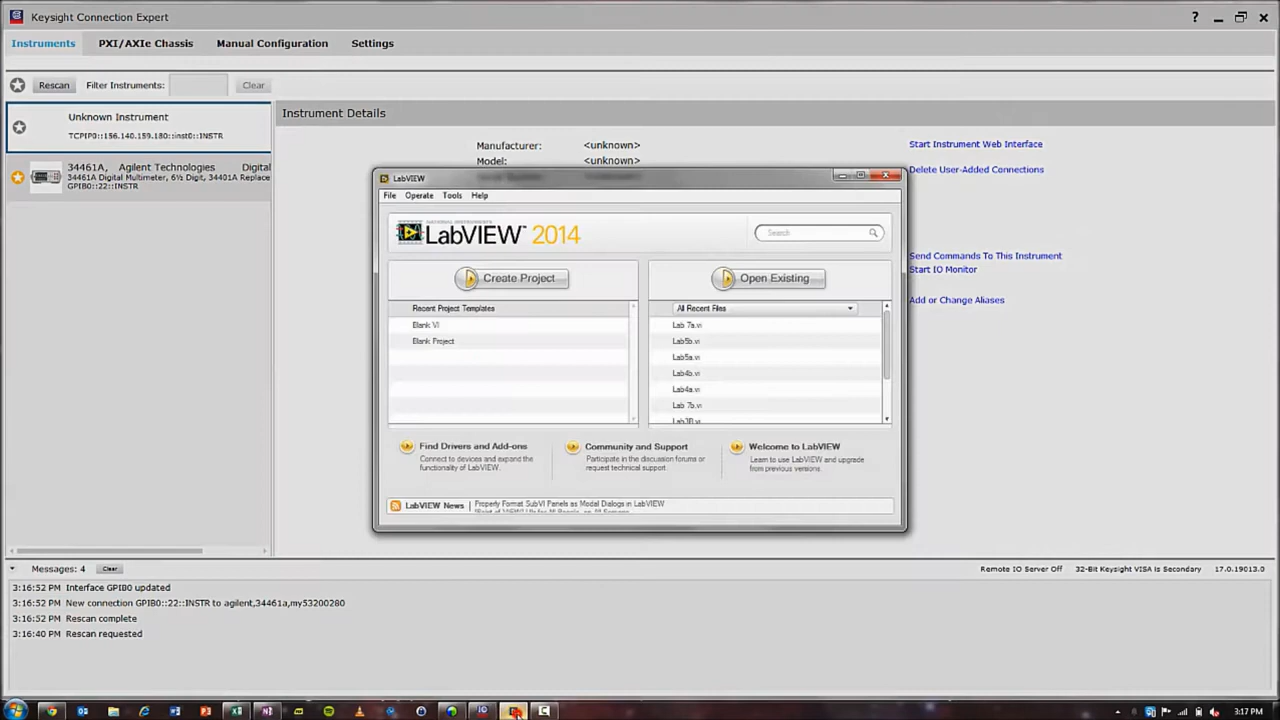 Keysight Connection Expert
?
Instruments PXI/AXIe Chassis Manual Configuration Settings
Rescan Filter Instruments: Clear
Unknown Instrument
TCPIP0::156.140.159.180::inst0::INSTR
34461A, Agilent Technologies Digital
34461A Digital Multimeter, 6½ Digit, 34401A Replace
GPIB0::22::INSTR
Instrument Details
Manufacturer: <unknown>
Model: <unknown>
Start Instrument Web Interface
Delete User-Added Connections
Send Commands To This Instrument
Start IO Monitor
Add or Change Aliases
LabVIEW
File Operate Tools Help
NATIONAL INSTRUMENTS
LabVIEW™ 2014
Search
Create Project
Recent Project Templates
Blank VI
Blank Project
Open Existing
All Recent Files
Lab 7a.vi
Lab5b.vi
Lab5a.vi
Lab4b.vi
Lab4a.vi
Lab 7b.vi
Lab3B.vi
Find Drivers and Add-ons
Connect to devices and expand the
functionality of LabVIEW.
Community and Support
Participate in the discussion forums or
request technical support.
Welcome to LabVIEW
Learn to use LabVIEW and upgrade
from previous versions.
LabVIEW News | Properly Format SubVI Panels as Modal Dialogs in LabVIEW
Messages: 4 Clear
Remote IO Server Off 32-Bit Keysight VISA is Secondary 17.0.19013.0
3:16:52 PM Interface GPIB0 updated
3:16:52 PM New connection GPIB0::22::INSTR to agilent,34461a,my53200280
3:16:52 PM Rescan complete
3:16:40 PM Rescan requested
3:17 PM